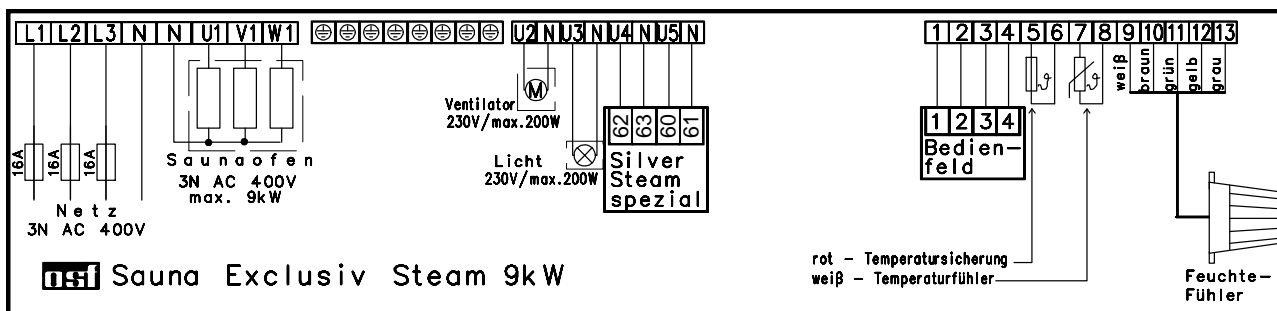 L1 L2 L3 N N U1 V1 W1
U2 N U3 N U4 N U5 N
1 2 3 4 5 6 7 8 9 10 11 12 13
16A 16A 16A
Saunaofen
3N AC 400V
max. 9kW
Netz
3N AC 400V
M
Ventilator
230V/max.200W
Licht
230V/max.200W
62 63 60 61
Silver
Steam
spezial
1 2 3 4
Bedien-
feld
ϑ ϑ
weiß
braun
grün
gelb
grau
rot - Temperatursicherung
weiß - Temperaturfühler
Feuchte-
Fühler
osf Sauna Exclusiv Steam 9kW